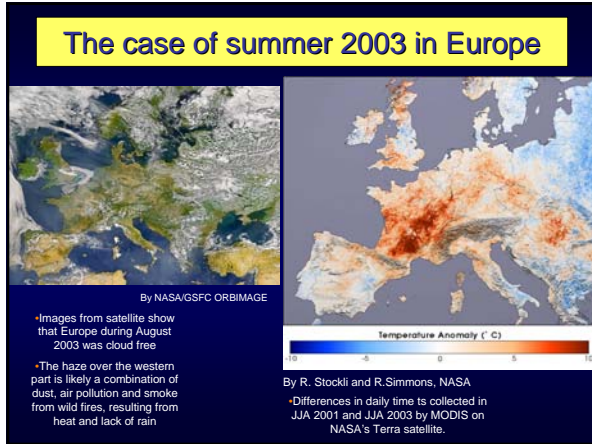 The case of summer 2003 in Europe
By NASA/GSFC ORBIMAGE
•Images from satellite show
that Europe during August
2003 was cloud free
•The haze over the western
part is likely a combination of
dust, air pollution and smoke
from wild fires, resulting from
heat and lack of rain
Temperature Anomaly (°C)
-10 -5 0 5 10
By R. Stockli and R.Simmons, NASA
•Differences in daily time ts collected in
JJA 2001 and JJA 2003 by MODIS on
NASA's Terra satellite.